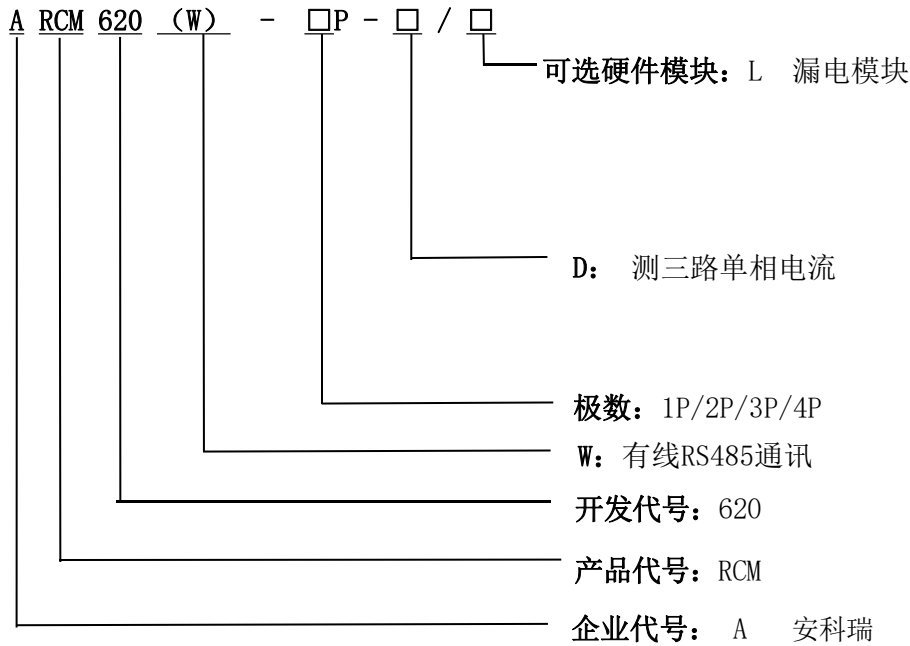 A RCM 620 (W) - □P - □ / □
可选硬件模块: L 漏电模块
D: 测三路单相电流
极数: 1P/2P/3P/4P
W: 有线RS485通讯
开发代号: 620
产品代号: RCM
企业代号: A 安科瑞